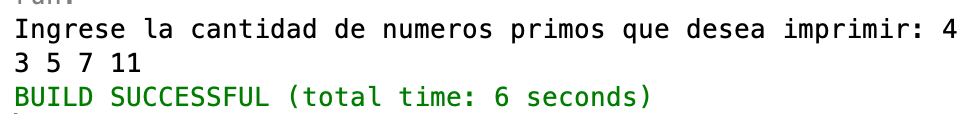 run:
Ingrese la cantidad de numeros primos que desea imprimir: 4
3 5 7 11
BUILD SUCCESSFUL (total time: 6 seconds)